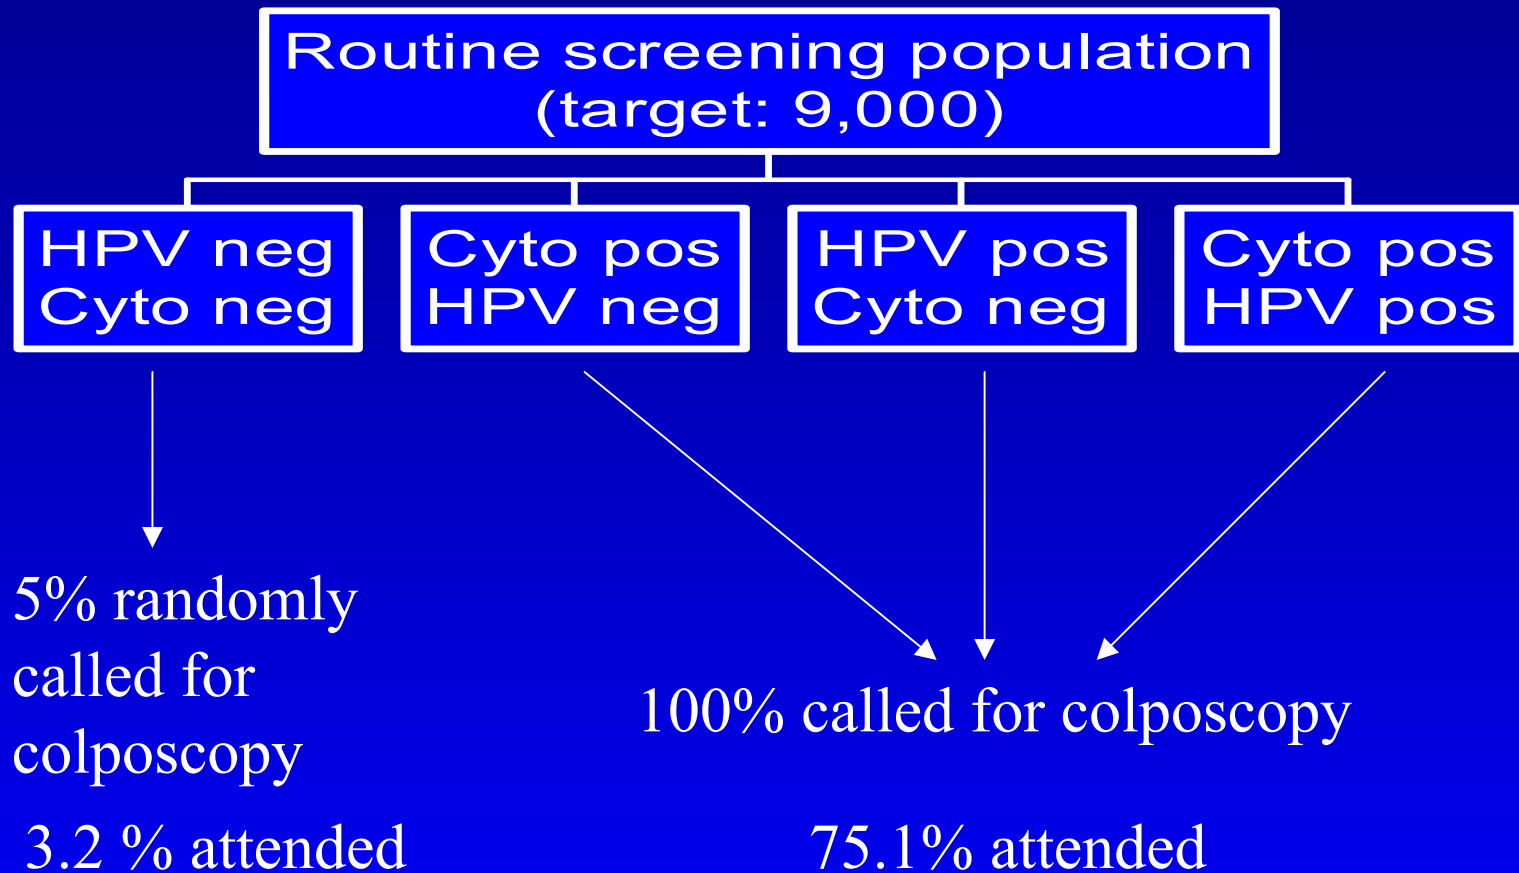 Routine screening population
(target: 9,000)
HPV neg
Cyto neg
Cyto pos
HPV neg
HPV pos
Cyto neg
Cyto pos
HPV pos
5% randomly
called for
colposcopy
3.2 % attended
100% called for colposcopy
75.1% attended